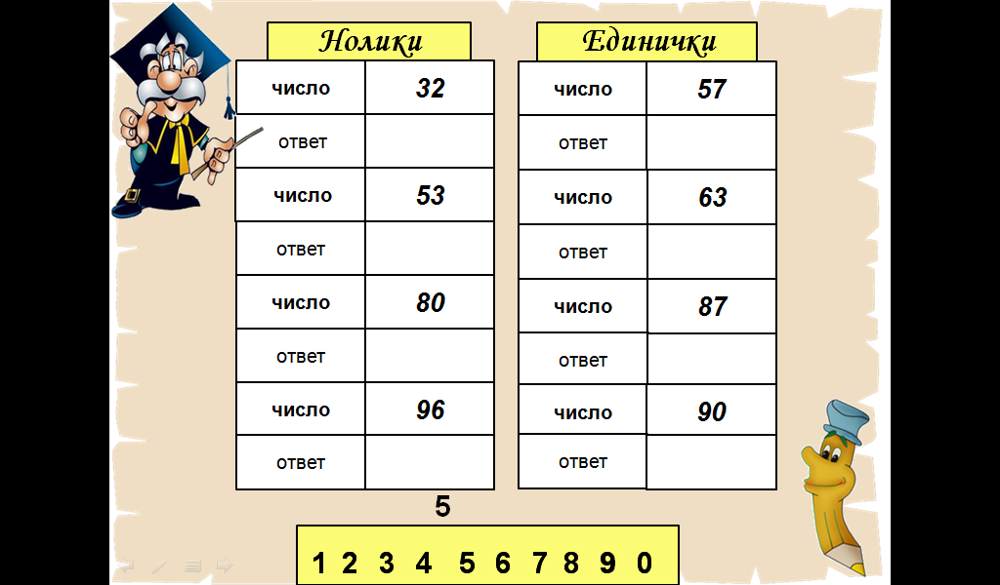 Нолики
число 32
ответ
число 53
ответ
число 80
ответ
число 96
ответ
Единички
число 57
ответ
число 63
ответ
число 87
ответ
число 90
ответ
5
1 2 3 4 5 6 7 8 9 0